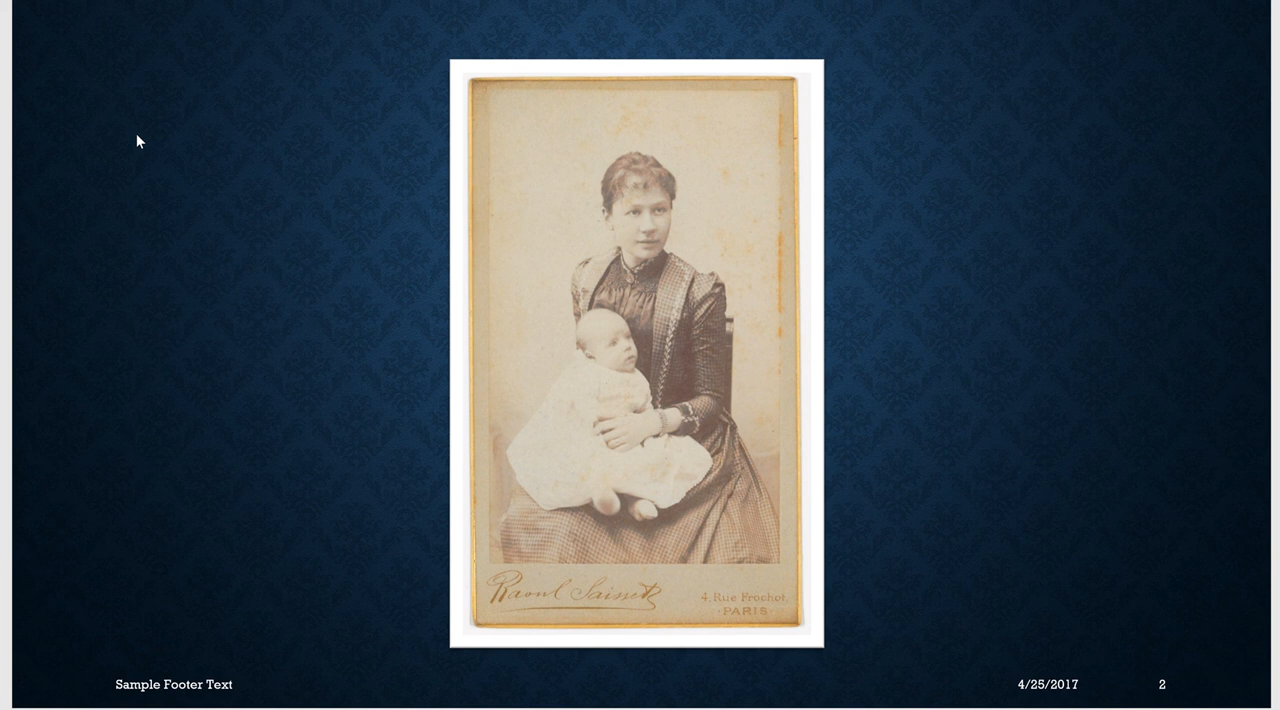 Raoul Saisset
4, Rue Frochot,
·PARIS·
Sample Footer Text
4/25/2017
2